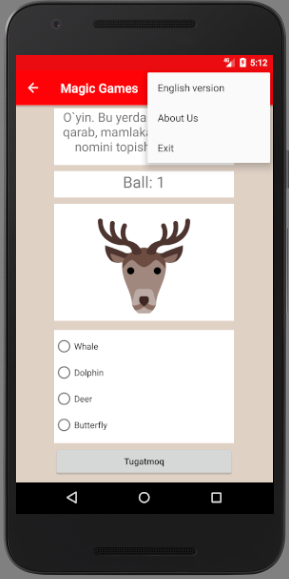 5:12
Magic Games
English version
About Us
Exit
O`yin. Bu yerda
qarab, mamlaka
nomini topish
Ball: 1
Whale
Dolphin
Deer
Butterfly
Tugatmoq